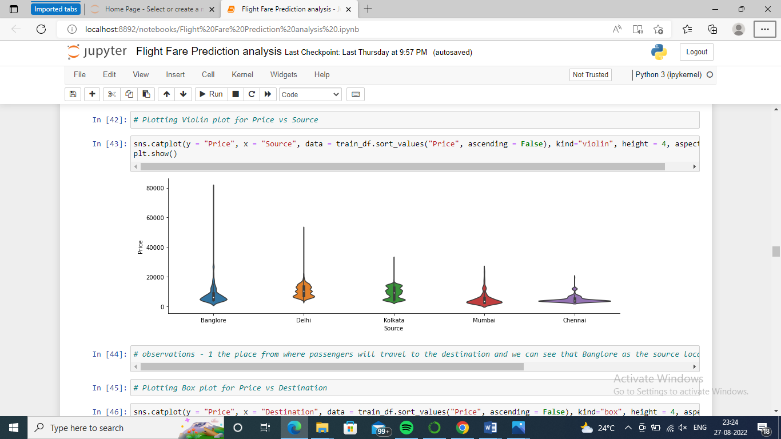 Imported tabs
Home Page - Select or create a n
Flight Fare Prediction analysis - J
localhost:8892/notebooks/Flight%20Fare%20Prediction%20analysis%20.ipynb
jupyter Flight Fare Prediction analysis Last Checkpoint: Last Thursday at 9:57 PM (autosaved)
Logout
File Edit View Insert Cell Kernel Widgets Help
Not Trusted
Python 3 (ipykernel)
Run
Code
In [42]: # Plotting Violin plot for Price vs Source
In [43]: sns.catplot(y = "Price", x = "Source", data = train_df.sort_values("Price", ascending = False), kind="violin", height = 4, aspect
plt.show()
80000
60000
40000
20000
0
Price
Banglore Delhi Kolkata Mumbai Chennai
Source
In [44]: # observations - 1 the place from where passengers will travel to the destination and we can see that Banglore as the source loca
In [45]: # Plotting Box plot for Price vs Destination
In [46]: sns.catplot(y = "Price", x = "Destination", data = train_df.sort_values("Price", ascending = False), kind="box", height = 4, aspe
Activate Windows
Go to Settings to activate Windows.
Type here to search
99+
24°C
ENG
23:24
27-08-2022
18